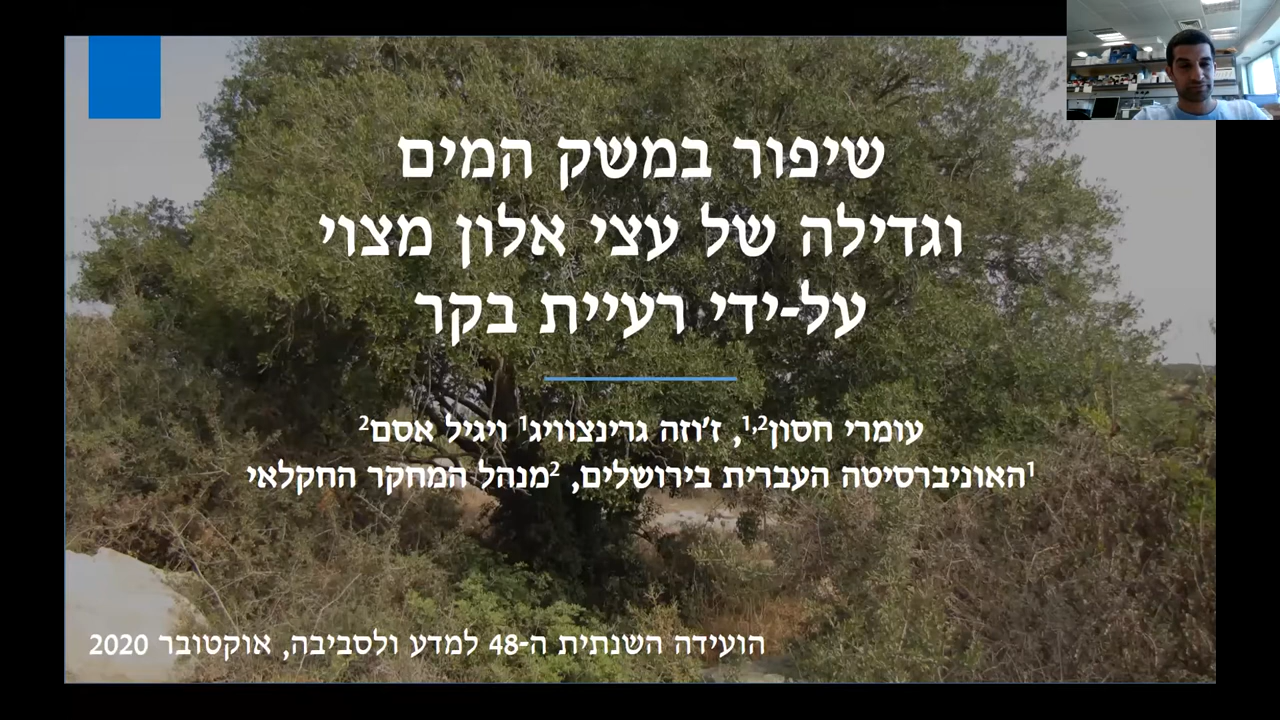 שיפור במשק המים
וגדילה של עצי אלון מצוי
על-ידי רעיית בקר
עומרי חסון¹,², ז'וזה גרינצוויג¹ ויגיל אסם²
¹האוניברסיטה העברית בירושלים, ²מנהל המחקר החקלאי
הועידה השנתית ה-48 למדע ולסביבה, אוקטובר 2020